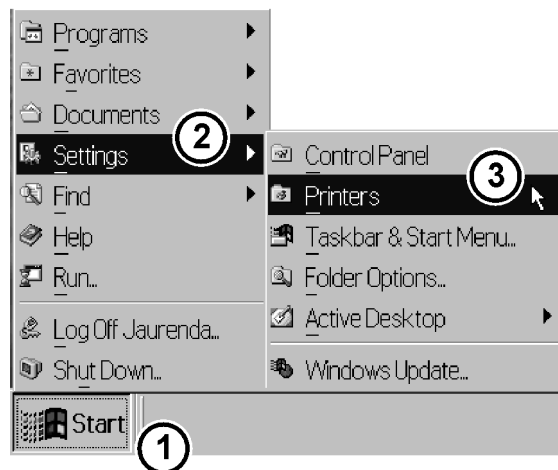 Programs
Favorites
Documents
Settings
2
Find
Help
Run...
Log Off Jaurenda...
Shut Down...
Control Panel
3
Printers
Taskbar & Start Menu...
Folder Options...
Active Desktop
Windows Update...
Start
1